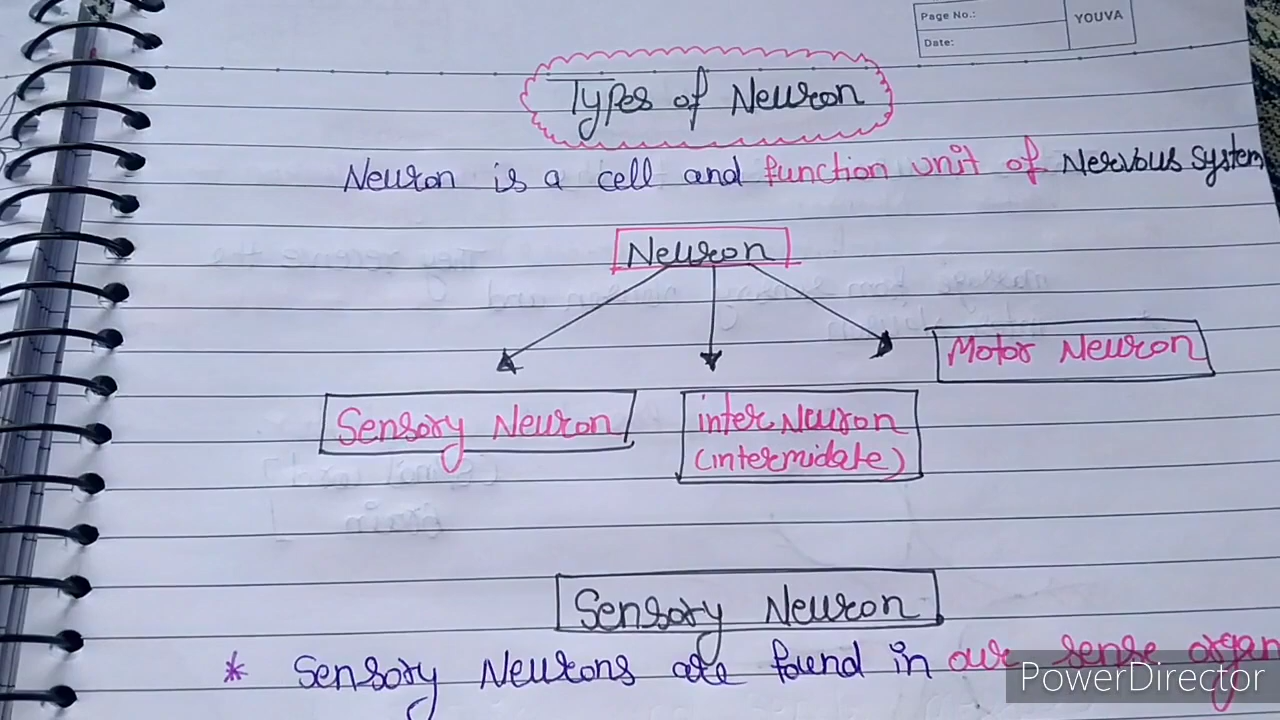 Page No.:
YOUVA
Date:
Types of Neuron
Neuron is a cell and function unit of Nervous System
Neuron
Motor Neuron
Sensory Neuron
inter Neuron
(intermidate)
Sensory Neuron
* Sensory Neurons are found in our sense organ
PowerDirector